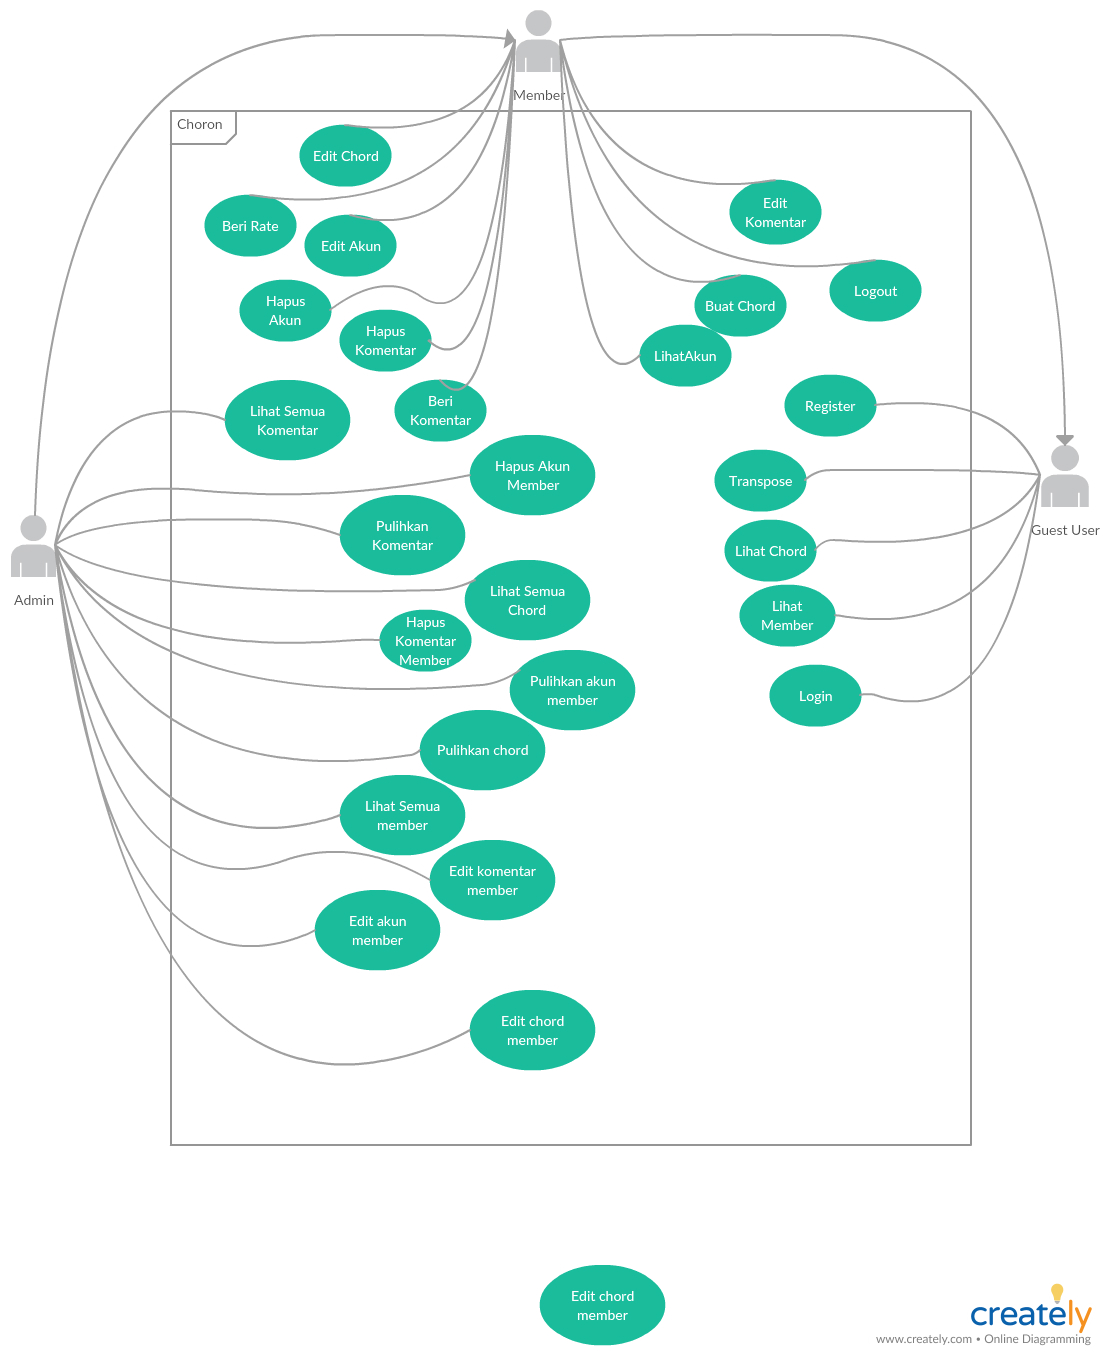 Member
Choron
Edit Chord
Beri Rate
Edit Akun
Edit
Komentar
Hapus
Akun
Logout
Buat Chord
Hapus
Komentar
LihatAkun
Lihat Semua
Komentar
Beri
Komentar
Register
Hapus Akun
Member
Transpose
Pulihkan
Komentar
Guest User
Lihat Chord
Admin
Lihat Semua
Chord
Lihat
Member
Hapus
Komentar
Member
Pulihkan akun
member
Login
Pulihkan chord
Lihat Semua
member
Edit komentar
member
Edit akun
member
Edit chord
member
Edit chord
member
creately
www.creately.com • Online Diagramming